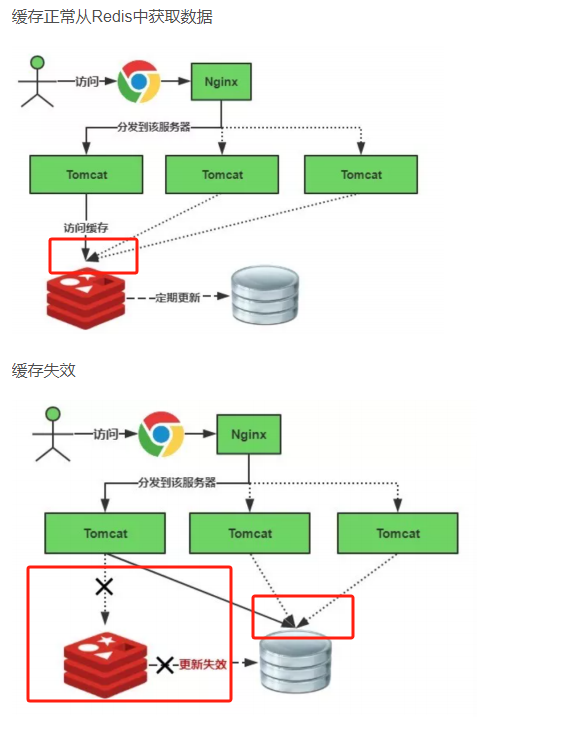 缓存正常从Redis中获取数据
访问
Nginx
分发到该服务器
Tomcat
Tomcat
Tomcat
访问缓存
定期更新
缓存失效
访问
Nginx
分发到该服务器
Tomcat
Tomcat
Tomcat
更新失效